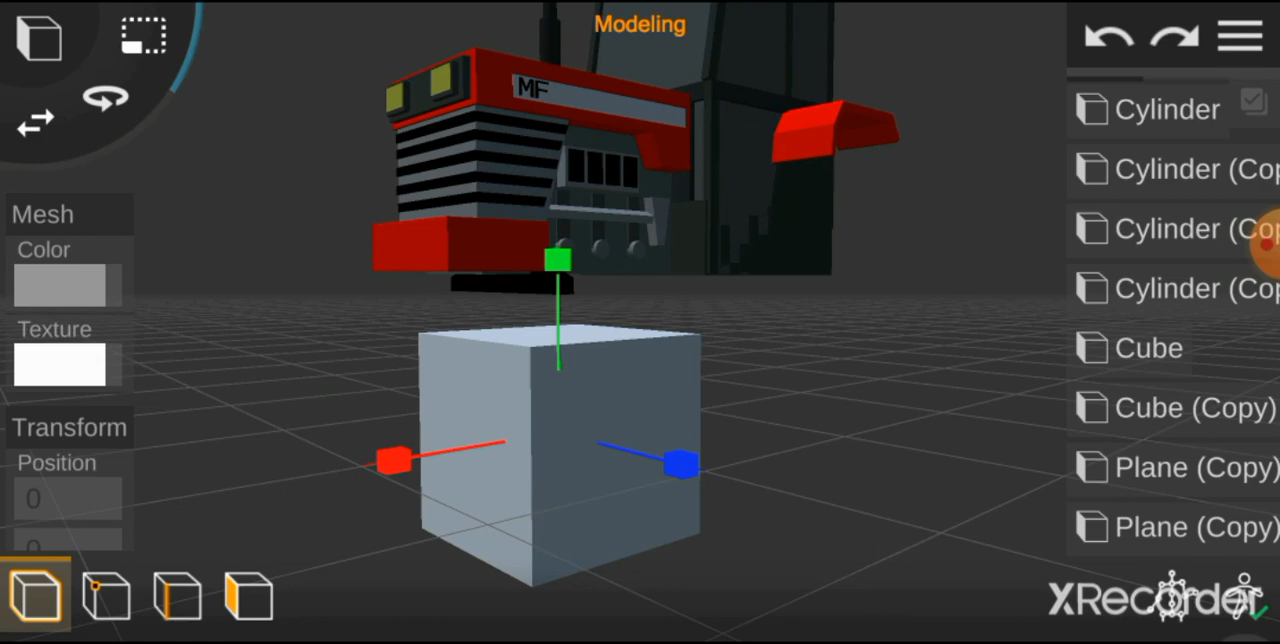 Modeling
MF
Mesh
Color
Texture
Transform
Position
0
0
Cylinder
Cylinder (Cop
Cylinder (Cop
Cylinder (Cop
Cube
Cube (Copy)
Plane (Copy)
Plane (Copy)
XRecorder